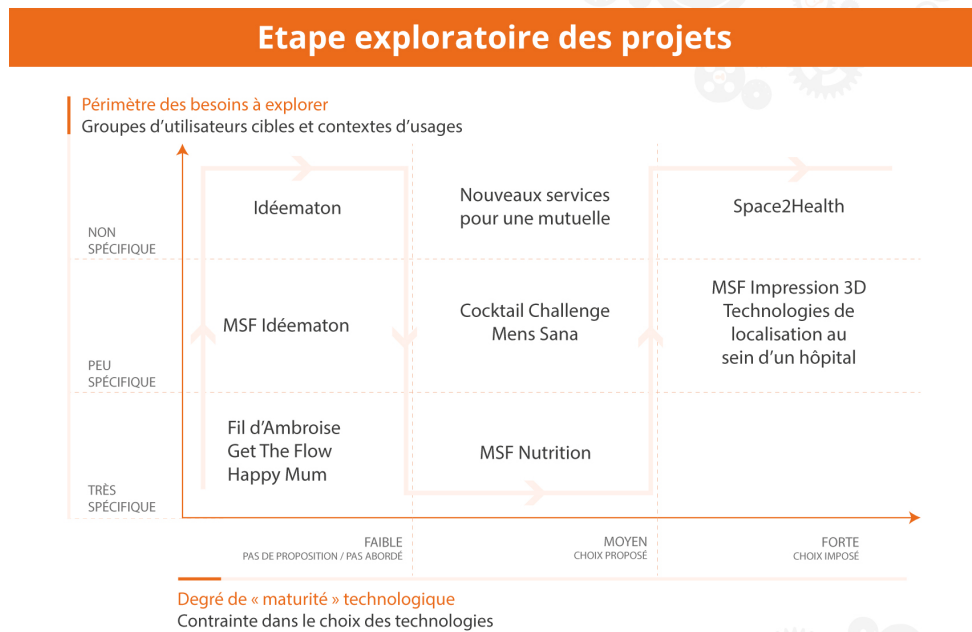 Etape exploratoire des projets
Périmètre des besoins à explorer
Groupes d’utilisateurs cibles et contextes d’usages
NON
SPÉCIFIQUE
Idéematon
Nouveaux services
pour une mutuelle
Space2Health
PEU
SPÉCIFIQUE
MSF Idéematon
Cocktail Challenge
Mens Sana
MSF Impression 3D
Technologies de
localisation au
sein d’un hôpital
TRÈS
SPÉCIFIQUE
Fil d’Ambroise
Get The Flow
Happy Mum
MSF Nutrition
FAIBLE
PAS DE PROPOSITION / PAS ABORDÉ
MOYEN
CHOIX PROPOSÉ
FORTE
CHOIX IMPOSÉ
Degré de « maturité » technologique
Contrainte dans le choix des technologies